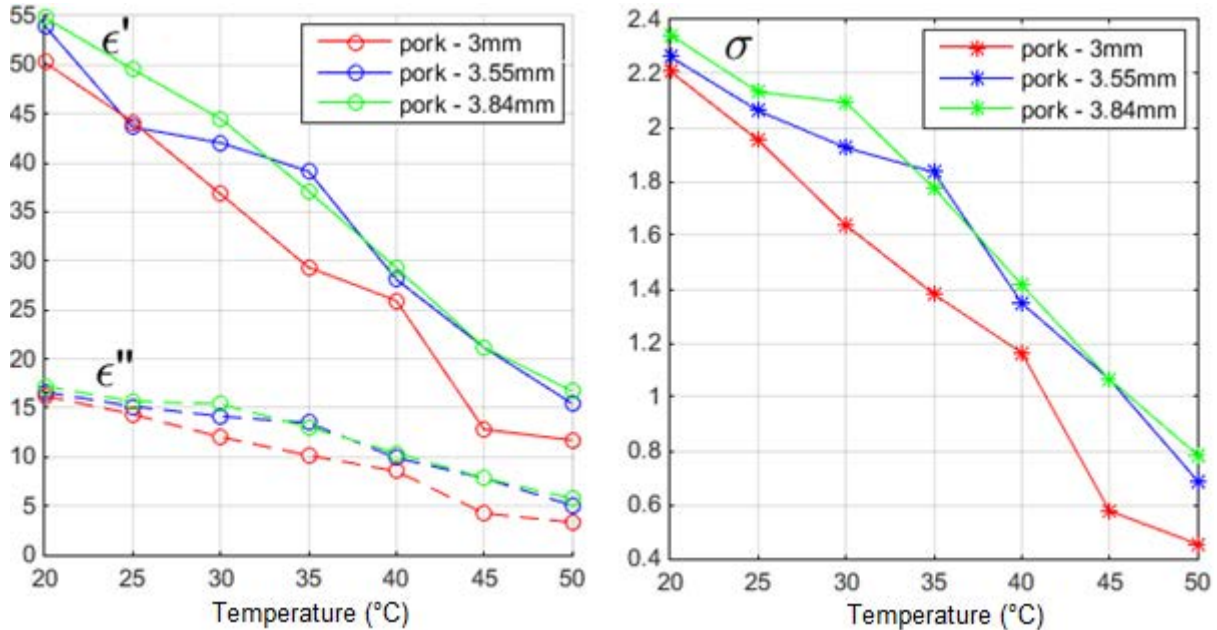 55
50
45
40
35
30
25
20
15
10
5
0
ϵ'
ϵ"
pork - 3mm
pork - 3.55mm
pork - 3.84mm
20 25 30 35 40 45 50
Temperature (°C)
2.4
2.2
2
1.8
1.6
1.4
1.2
1
0.8
0.6
0.4
σ
pork - 3mm
pork - 3.55mm
pork - 3.84mm
20 25 30 35 40 45 50
Temperature (°C)